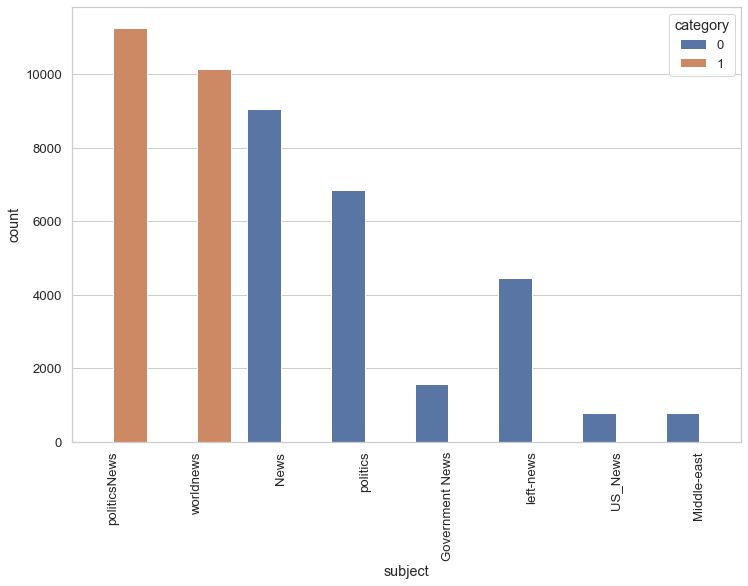 category
0
1
10000
8000
6000
4000
2000
0
count
politicsNews
worldnews
News
politics
Government News
left-news
US_News
Middle-east
subject